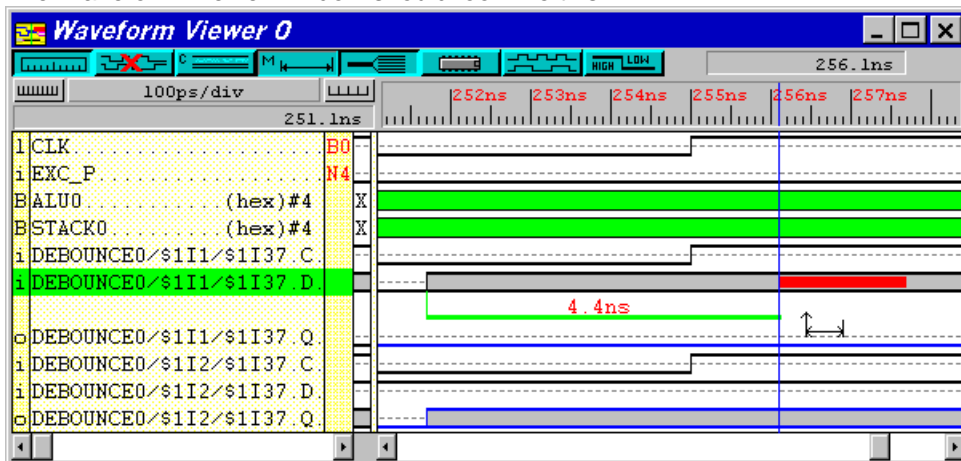 Waveform Viewer 0
C M HIGH LOW 256.1ns
100ps/div
251.1ns
252ns 253ns 254ns 255ns 256ns 257ns
l CLK.................... B0
i EXC_P.................. N4
B ALU0...........(hex)#4 X
B STACK0.........(hex)#4 X
i DEBOUNCE0/$1I1/$1I37.C.
i DEBOUNCE0/$1I1/$1I37.D.
4.4ns
o DEBOUNCE0/$1I1/$1I37.Q.
i DEBOUNCE0/$1I2/$1I37.C.
i DEBOUNCE0/$1I2/$1I37.D.
o DEBOUNCE0/$1I2/$1I37.Q.